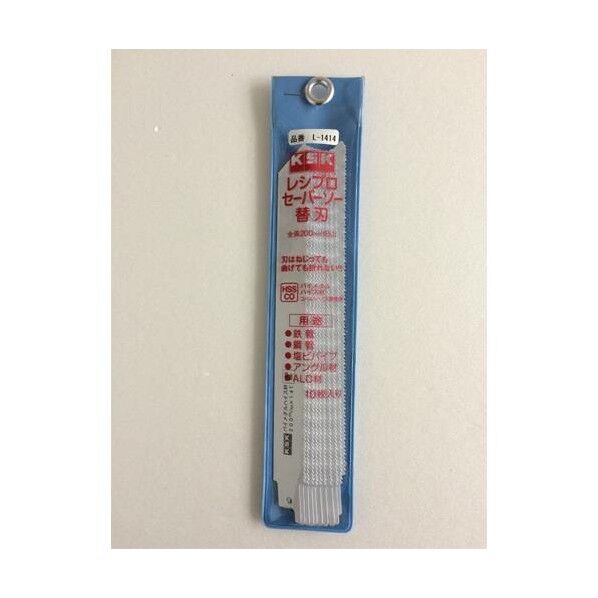 品番 L-1414
KSK
レシプロ
セーバーソー
替刃
刃はねじっても
曲げても折れない!!
HSS
CO
用途
●鉄管
●鋼管
●塩ビパイプ
●アングル材
●ALC材
10枚入り
KSK